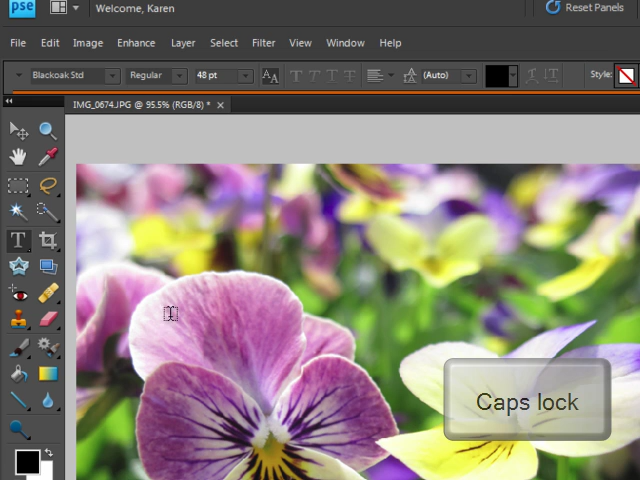 pse Welcome, Karen Reset Panels
File Edit Image Enhance Layer Select Filter View Window Help
Blackoak Std Regular 48 pt AA T T T T (Auto) Style:
IMG_0674.JPG @ 95.5% (RGB/8) *
T
Caps lock